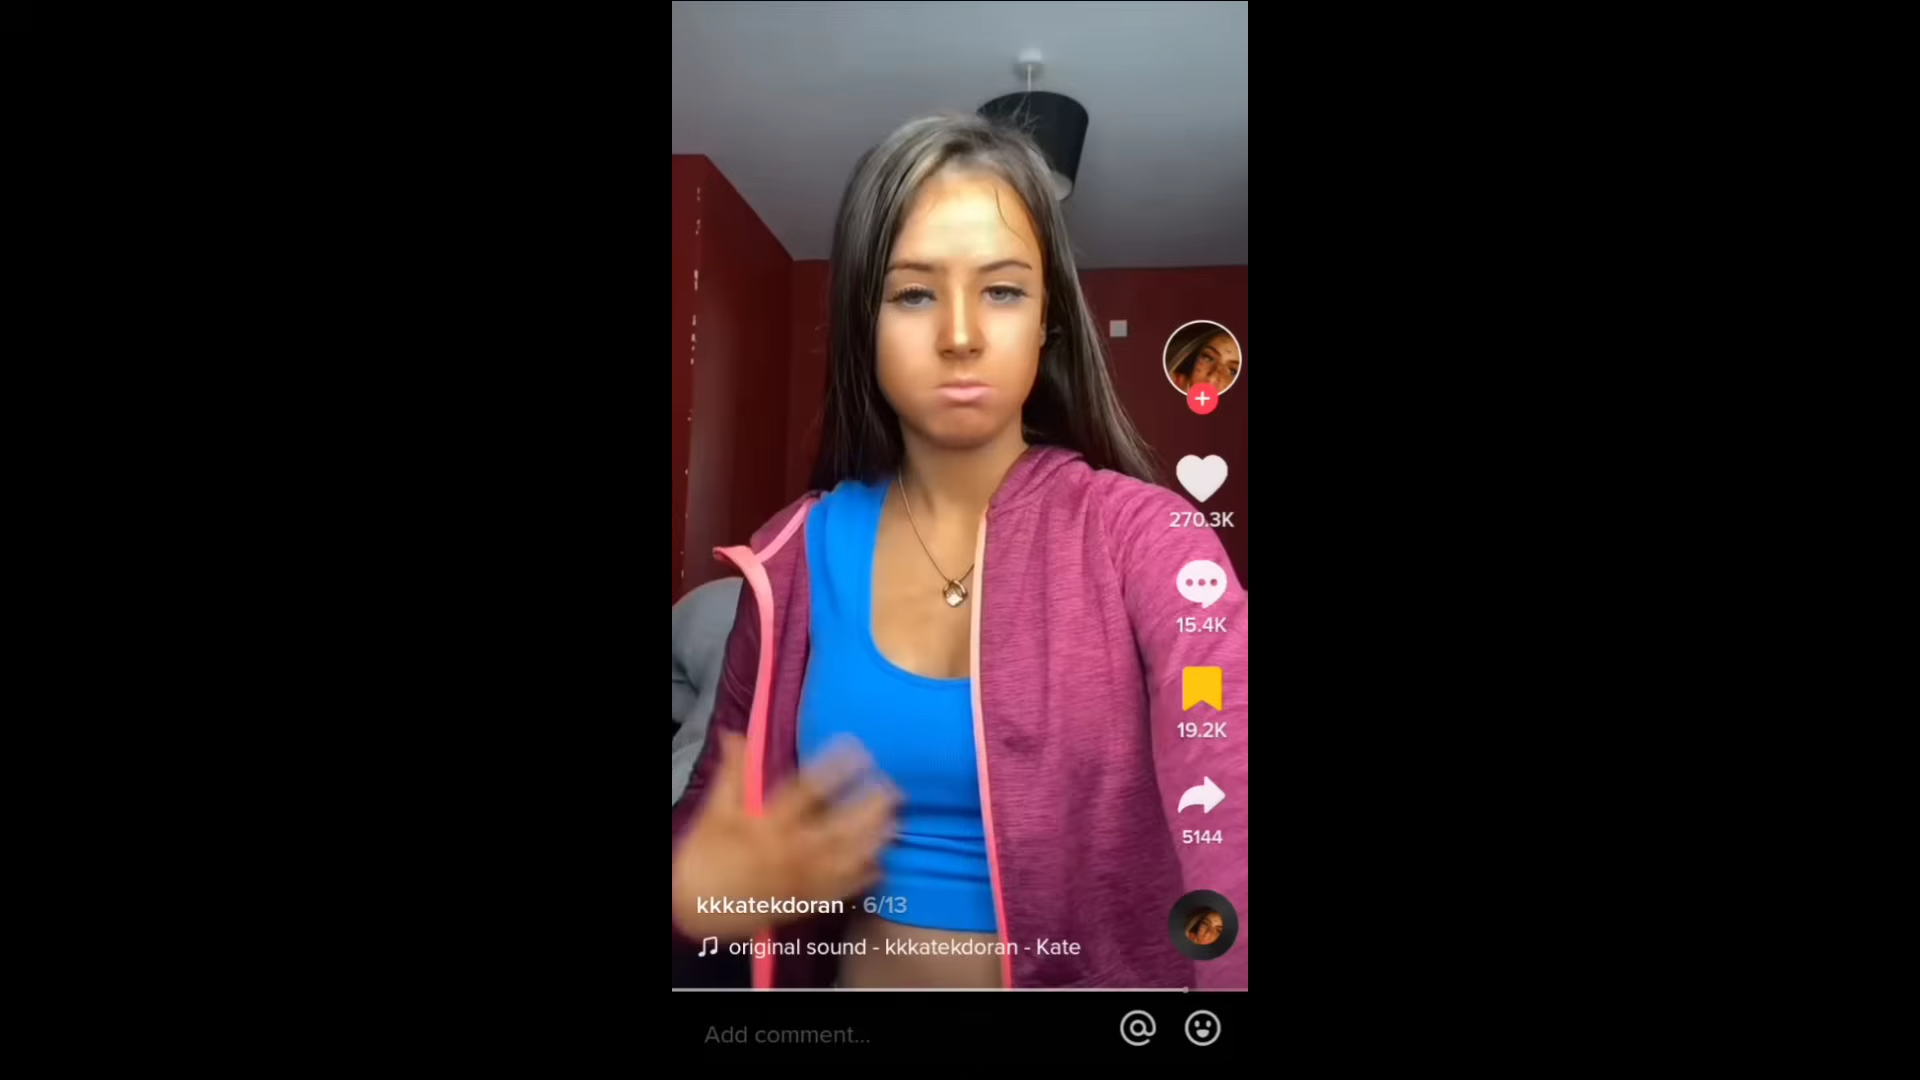 270.3K
15.4K
19.2K
5144
kkkatekdoran · 6/13
original sound - kkkatekdoran - Kate
Add comment...